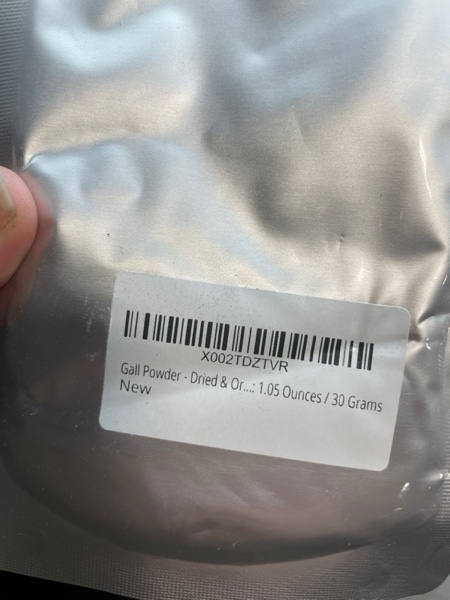 X002TDZTVR
Gall Powder - Dried & Or...: 1.05 Ounces / 30 Grams
New